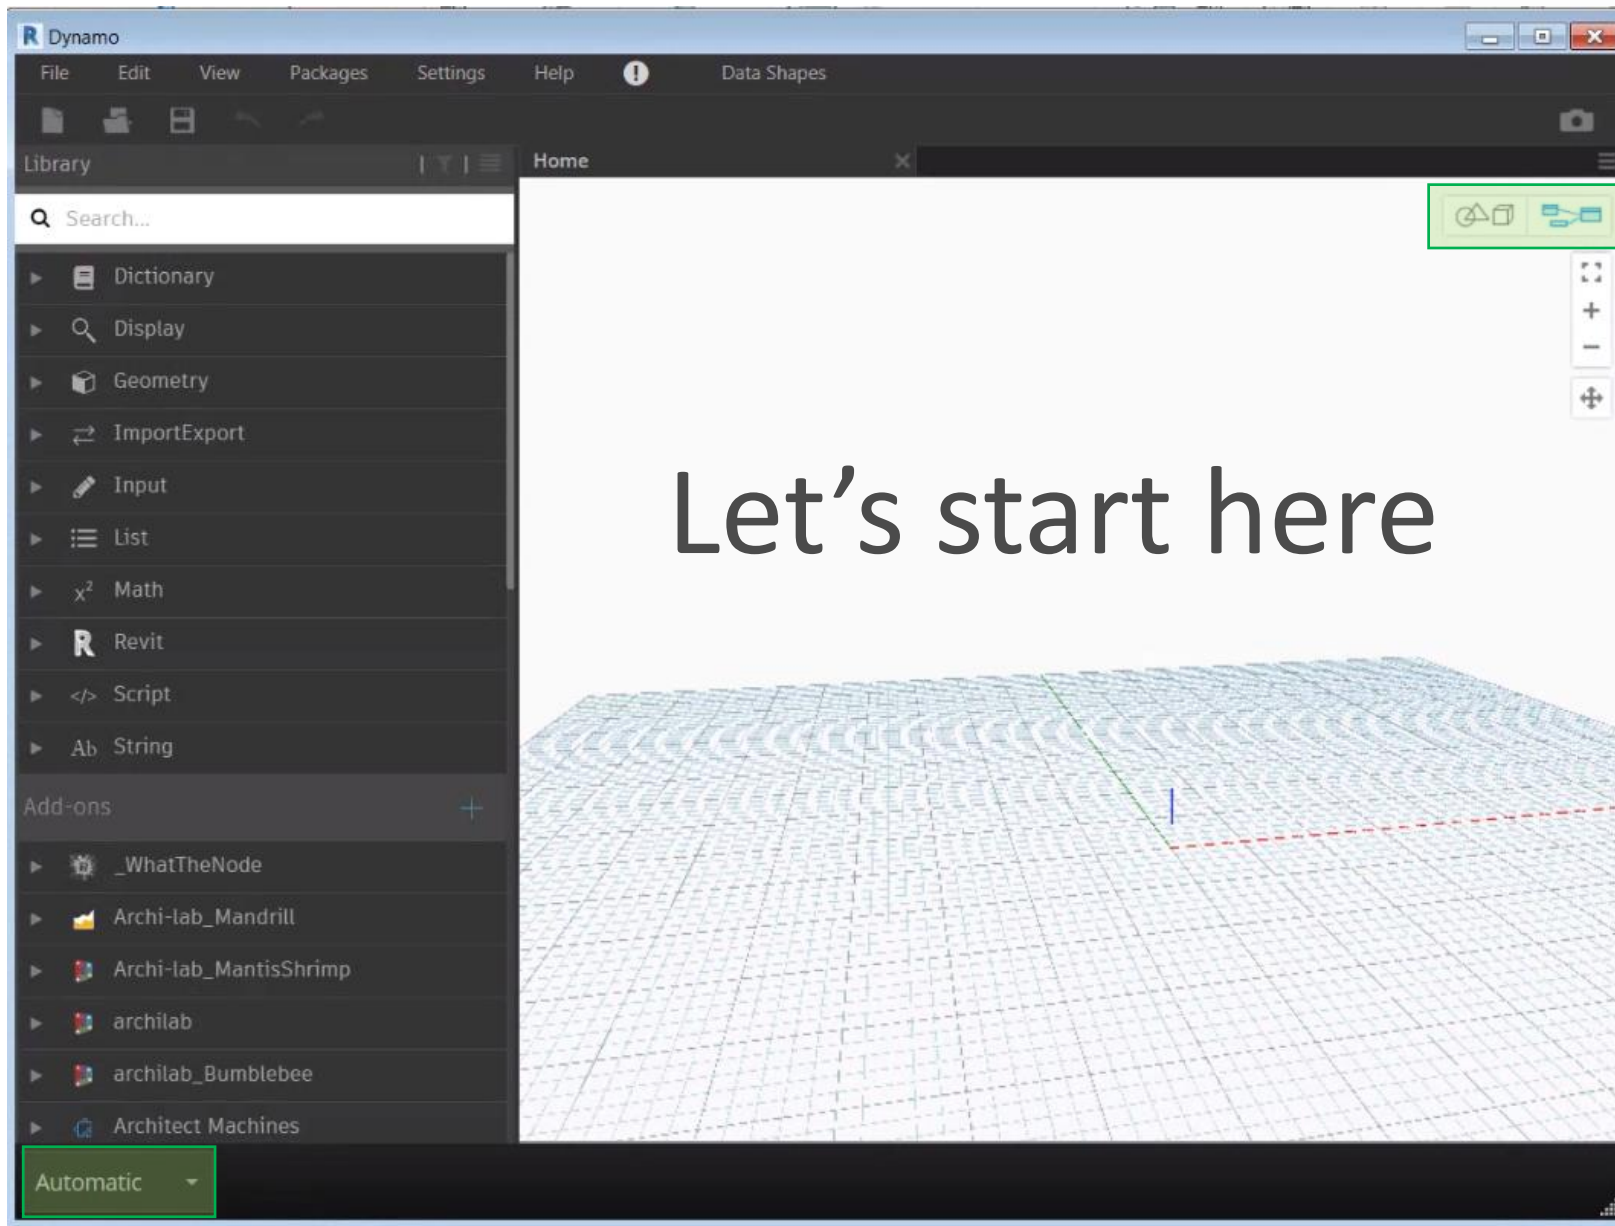 Dynamo
File Edit View Packages Settings Help Data Shapes
Library
Home
Search...
Dictionary
Display
Geometry
ImportExport
Input
List
Math
Revit
Script
String
Add-ons
_WhatTheNode
Archi-lab_Mandrill
Archi-lab_MantisShrimp
archilab
archilab_Bumblebee
Architect Machines
Automatic
Let's start here